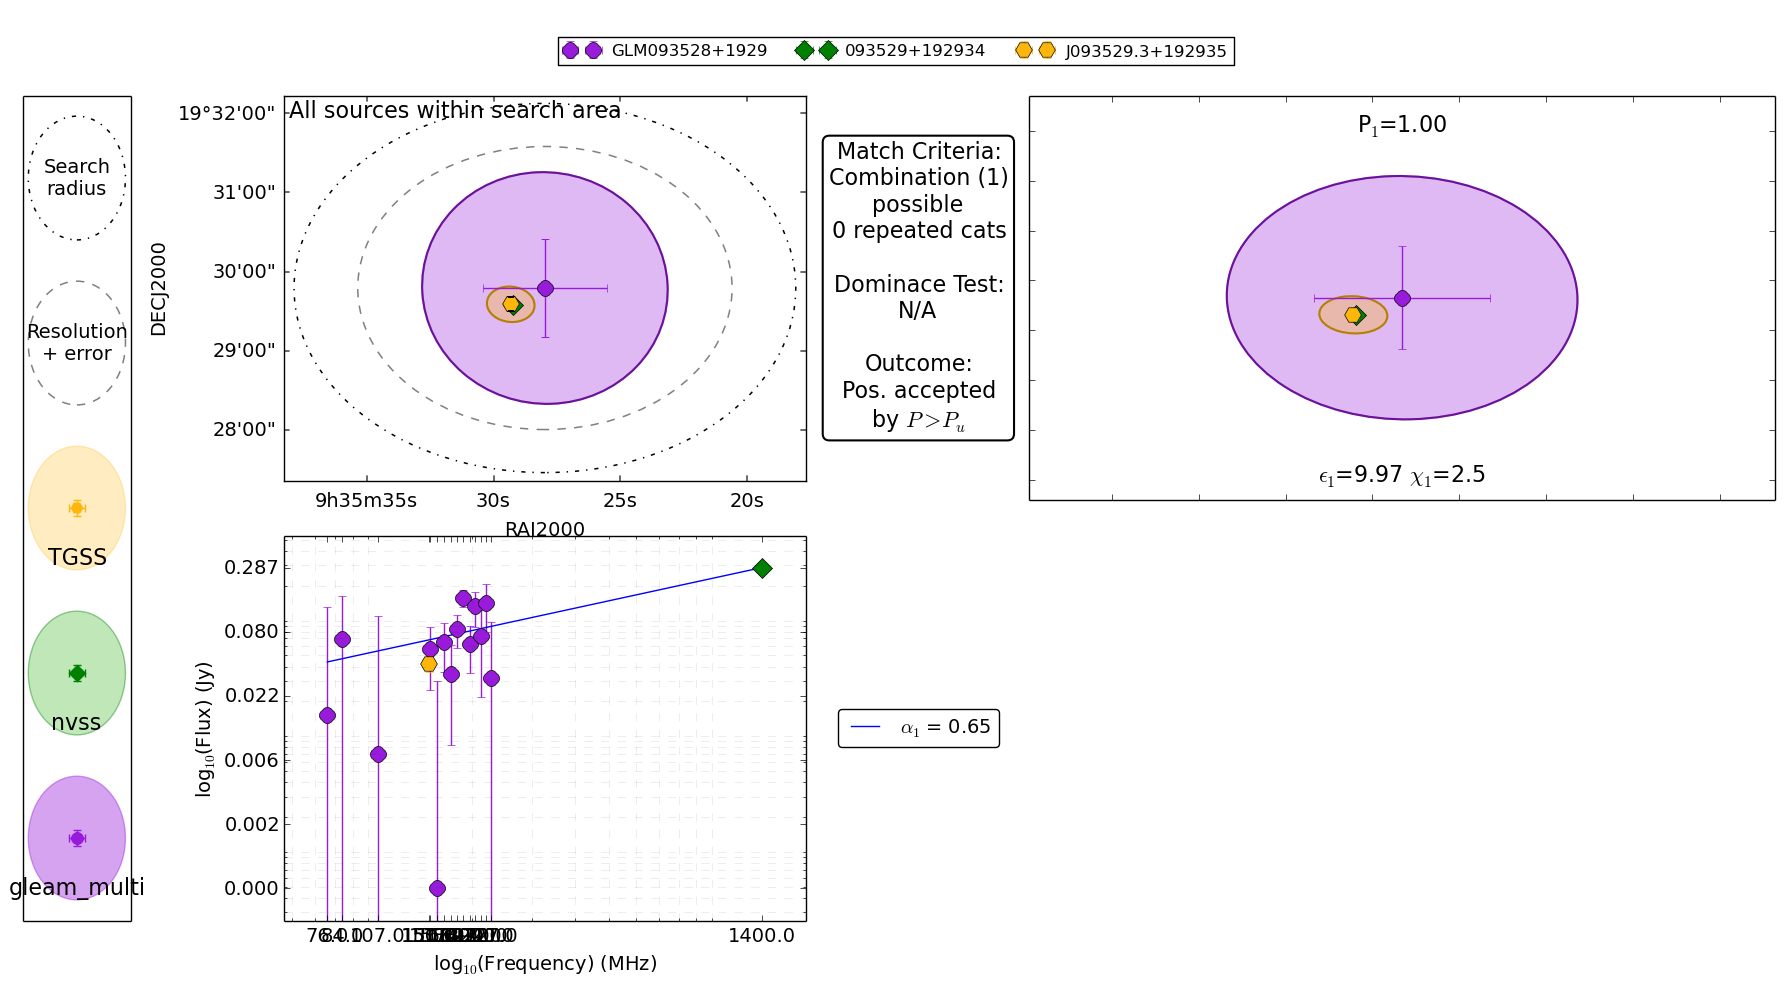 GLM093528+1929 093529+192934 J093529.3+192935
Search
radius
Resolution
+ error
TGSS
nvss
gleam_multi
All sources within search area
DECJ2000
19°32'00"
31'00"
30'00"
29'00"
28'00"
9h35m35s 30s 25s 20s
RAJ2000
Match Criteria:
Combination (1)
possible
0 repeated cats
Dominace Test:
N/A
Outcome:
Pos. accepted
by P>Pᵤ
P₁=1.00
ϵ₁=9.97 χ₁=2.5
log₁₀(Flux) (Jy)
0.287
0.080
0.022
0.006
0.002
0.000
1400.0
log₁₀(Frequency) (MHz)
α₁ = 0.65